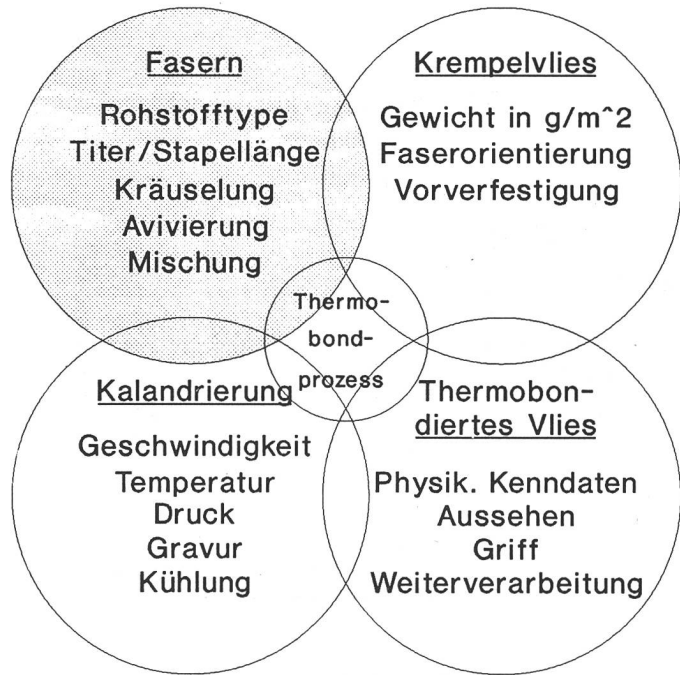 Fasern
Rohstofftype
Titer/Stapellänge
Kräuselung
Avivierung
Mischung
Krempelvlies
Gewicht in g/m^2
Faserorientierung
Vorverfestigung
Thermo-
bond-
prozess
Kalandrierung
Geschwindigkeit
Temperatur
Druck
Gravur
Kühlung
Thermobon-
diertes Vlies
Physik. Kenndaten
Aussehen
Griff
Weiterverarbeitung